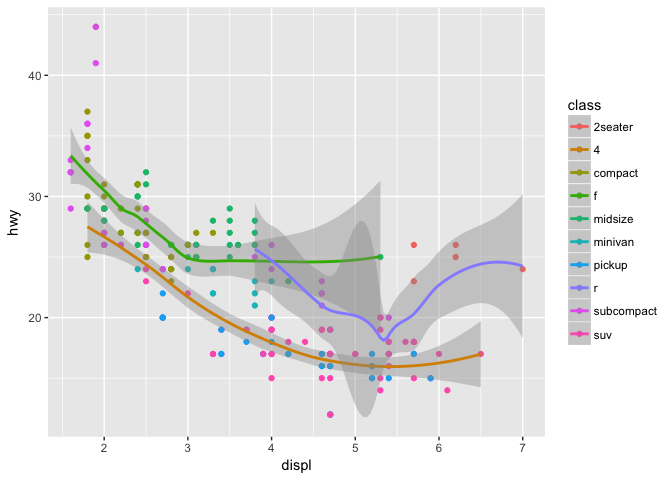 hwy
40
30
20
2
3
4
5
6
7
displ
class
2seater
4
compact
f
midsize
minivan
pickup
r
subcompact
suv